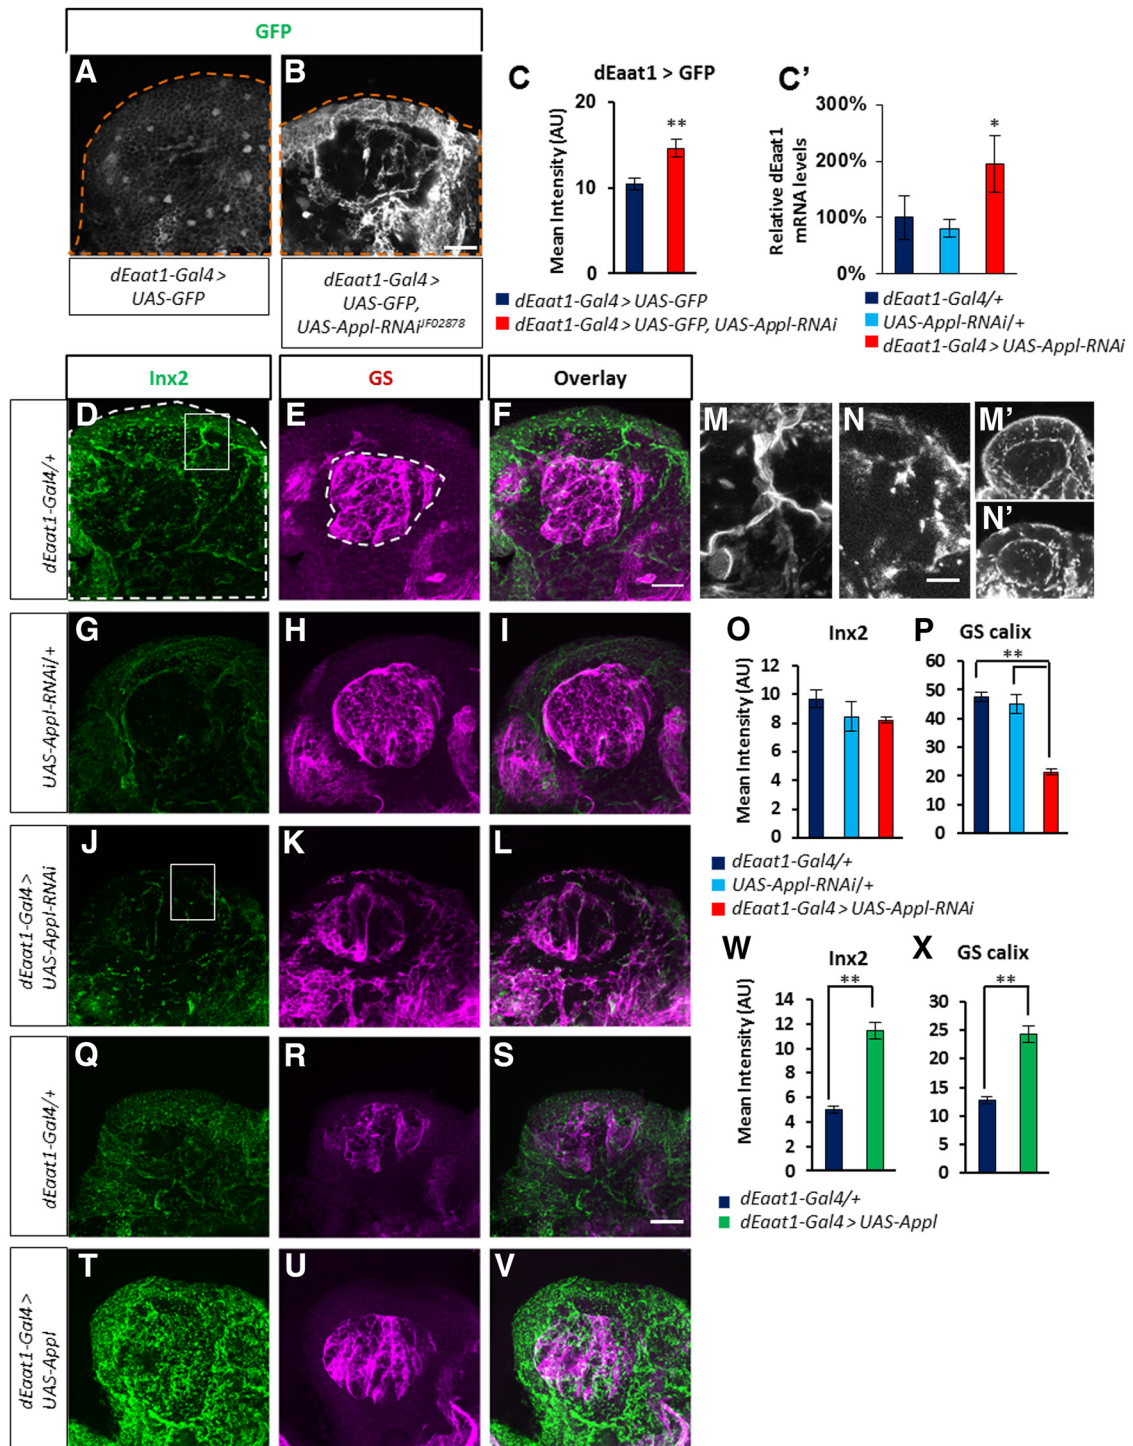 GFP
A
B
dEaat1-Gal4 >
UAS-GFP
dEaat1-Gal4 >
UAS-GFP,
UAS-Appl-RNAiJF02878
C
dEaat1 > GFP
Mean Intensity (AU)
20
10
0
**
dEaat1-Gal4 > UAS-GFP
dEaat1-Gal4 > UAS-GFP, UAS-Appl-RNAi
C’
Relative dEaat1
mRNA levels
300%
200%
100%
0%
*
dEaat1-Gal4/+
UAS-Appl-RNAi/+
dEaat1-Gal4 > UAS-Appl-RNAi
Inx2
GS
Overlay
dEaat1-Gal4/+
D
E
F
UAS-Appl-RNAi/+
G
H
I
dEaat1-Gal4 >
UAS-Appl-RNAi
J
K
L
dEaat1-Gal4/+
Q
R
S
dEaat1-Gal4 >
UAS-Appl
T
U
V
M
N
M’
N’
O
Inx2
Mean Intensity (AU)
12
10
8
6
4
2
0
P
GS calix
**
60
50
40
30
20
10
0
dEaat1-Gal4/+
UAS-Appl-RNAi/+
dEaat1-Gal4 > UAS-Appl-RNAi
W
Inx2
**
Mean Intensity (AU)
14
12
10
8
6
4
2
0
X
GS calix
**
30
25
20
15
10
5
0
dEaat1-Gal4/+
dEaat1-Gal4 > UAS-Appl